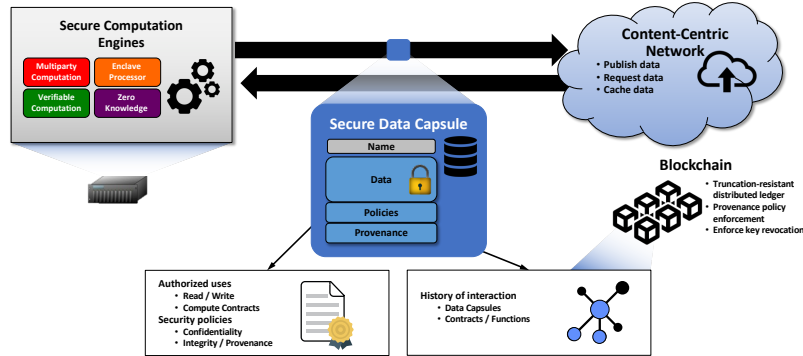 Secure Computation
Engines
Multiparty
Computation
Enclave
Processor
Verifiable
Computation
Zero
Knowledge
Content-Centric
Network
• Publish data
• Request data
• Cache data
Secure Data Capsule
Name
Data
Policies
Provenance
Blockchain
• Truncation-resistant
distributed ledger
• Provenance policy
enforcement
• Enforce key revocation
Authorized uses
• Read / Write
• Compute Contracts
Security policies
• Confidentiality
• Integrity / Provenance
History of interaction
• Data Capsules
• Contracts / Functions